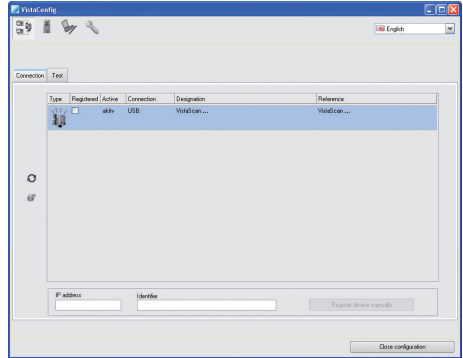 VistaConfig
English
Connection Test
Type Registered Active Connection Designation Reference
aktiv USB VistaScan ... VistaScan ...
IP address Identifier
Register device manually
Close configuration